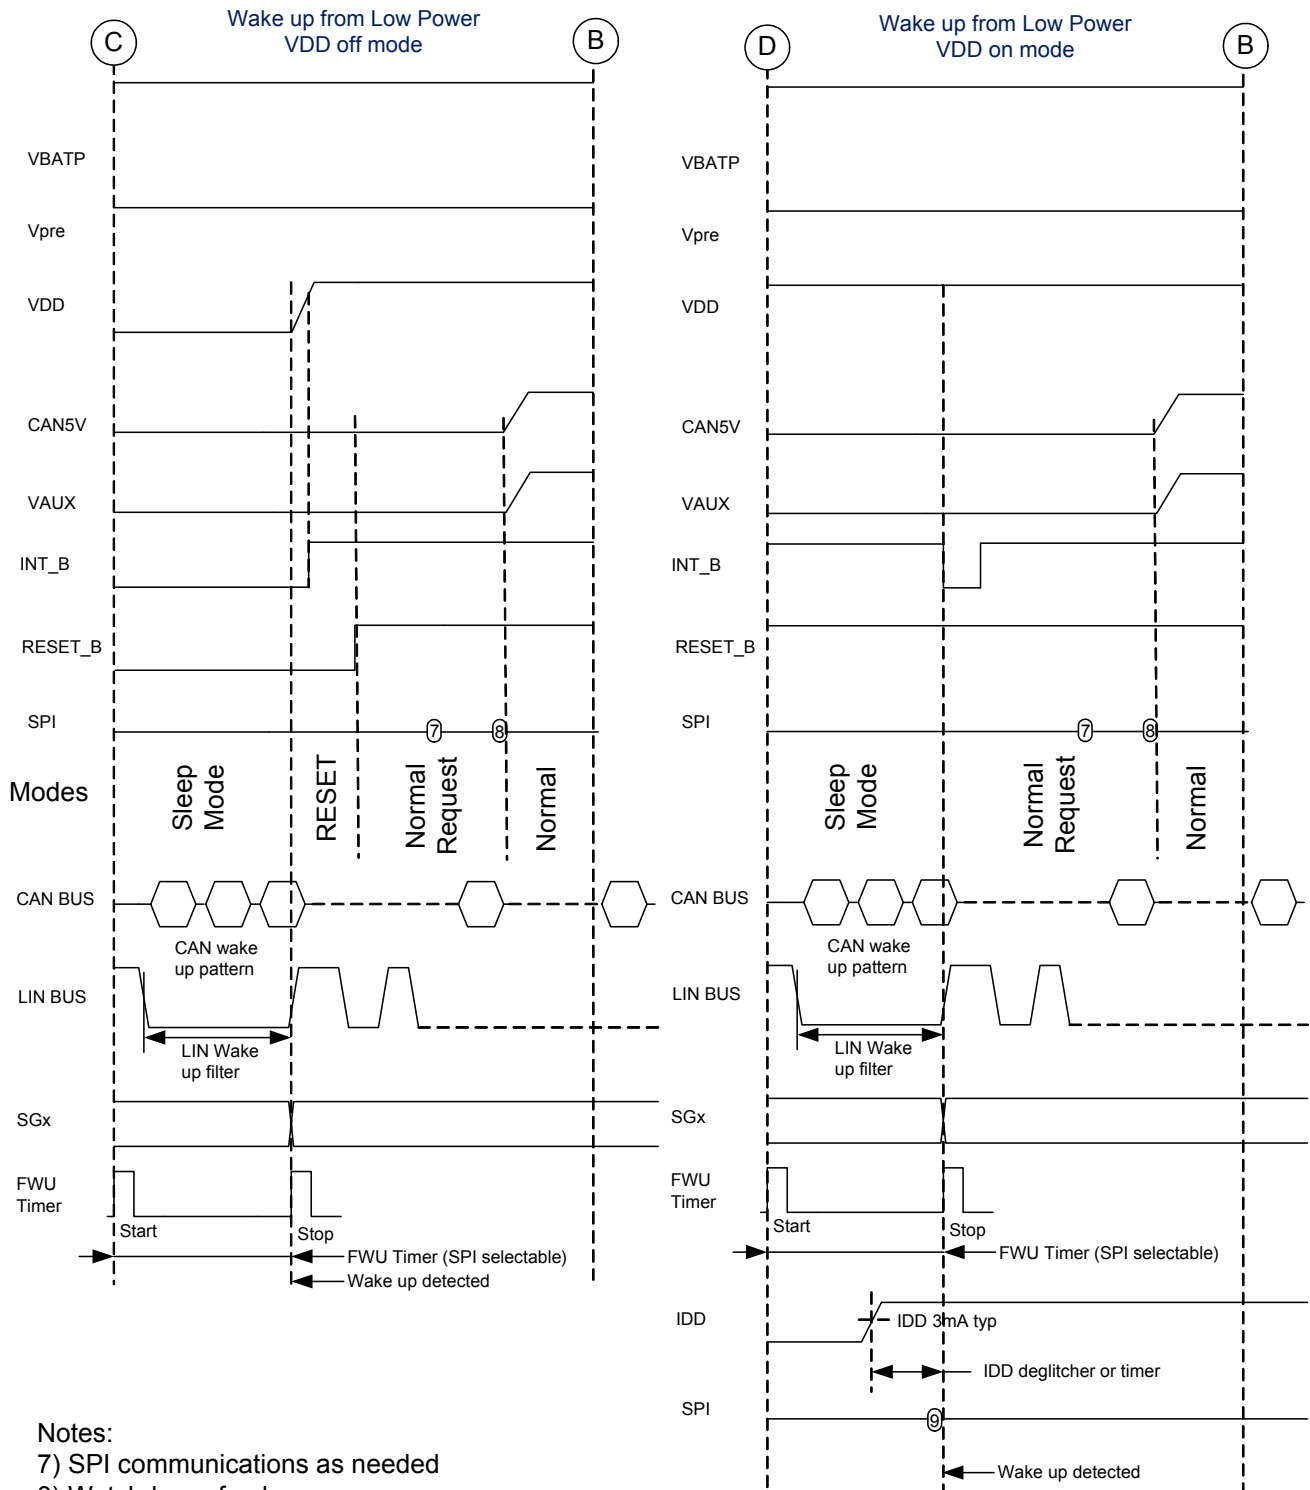 Wake up from Low Power
VDD off mode
C
B
VBATP
Vpre
VDD
CAN5V
VAUX
INT_B
RESET_B
SPI
7
8
Modes
Sleep
Mode
RESET
Normal
Request
Normal
CAN BUS
CAN wake
up pattern
LIN BUS
LIN Wake
up filter
SGx
FWU
Timer
Start
Stop
FWU Timer (SPI selectable)
Wake up detected
Wake up from Low Power
VDD on mode
D
B
VBATP
Vpre
VDD
CAN5V
VAUX
INT_B
RESET_B
SPI
7
8
Sleep
Mode
Normal
Request
Normal
CAN BUS
CAN wake
up pattern
LIN BUS
LIN Wake
up filter
SGx
FWU
Timer
Start
Stop
FWU Timer (SPI selectable)
IDD
IDD 3mA typ
IDD deglitcher or timer
SPI
9
Wake up detected
Notes:
7) SPI communications as needed